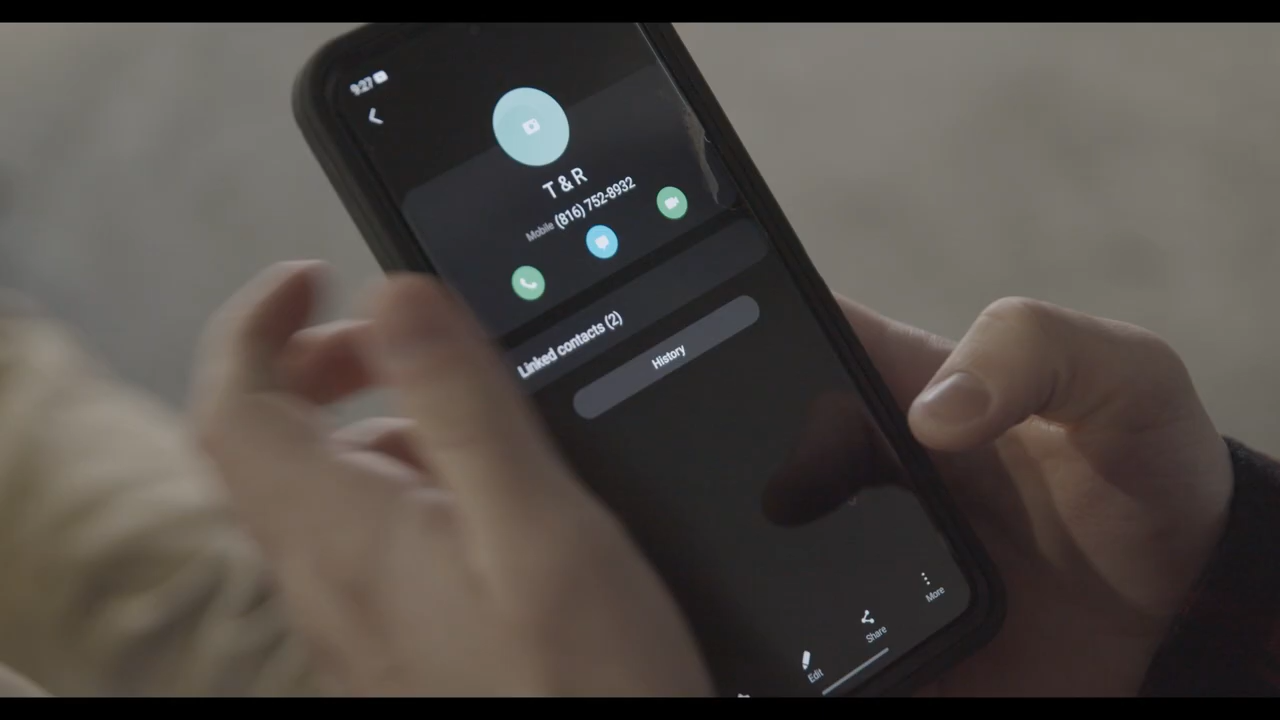 9:27
T & R
Mobile (816) 752-8932
Linked contacts (2)
History
Edit
Share
More